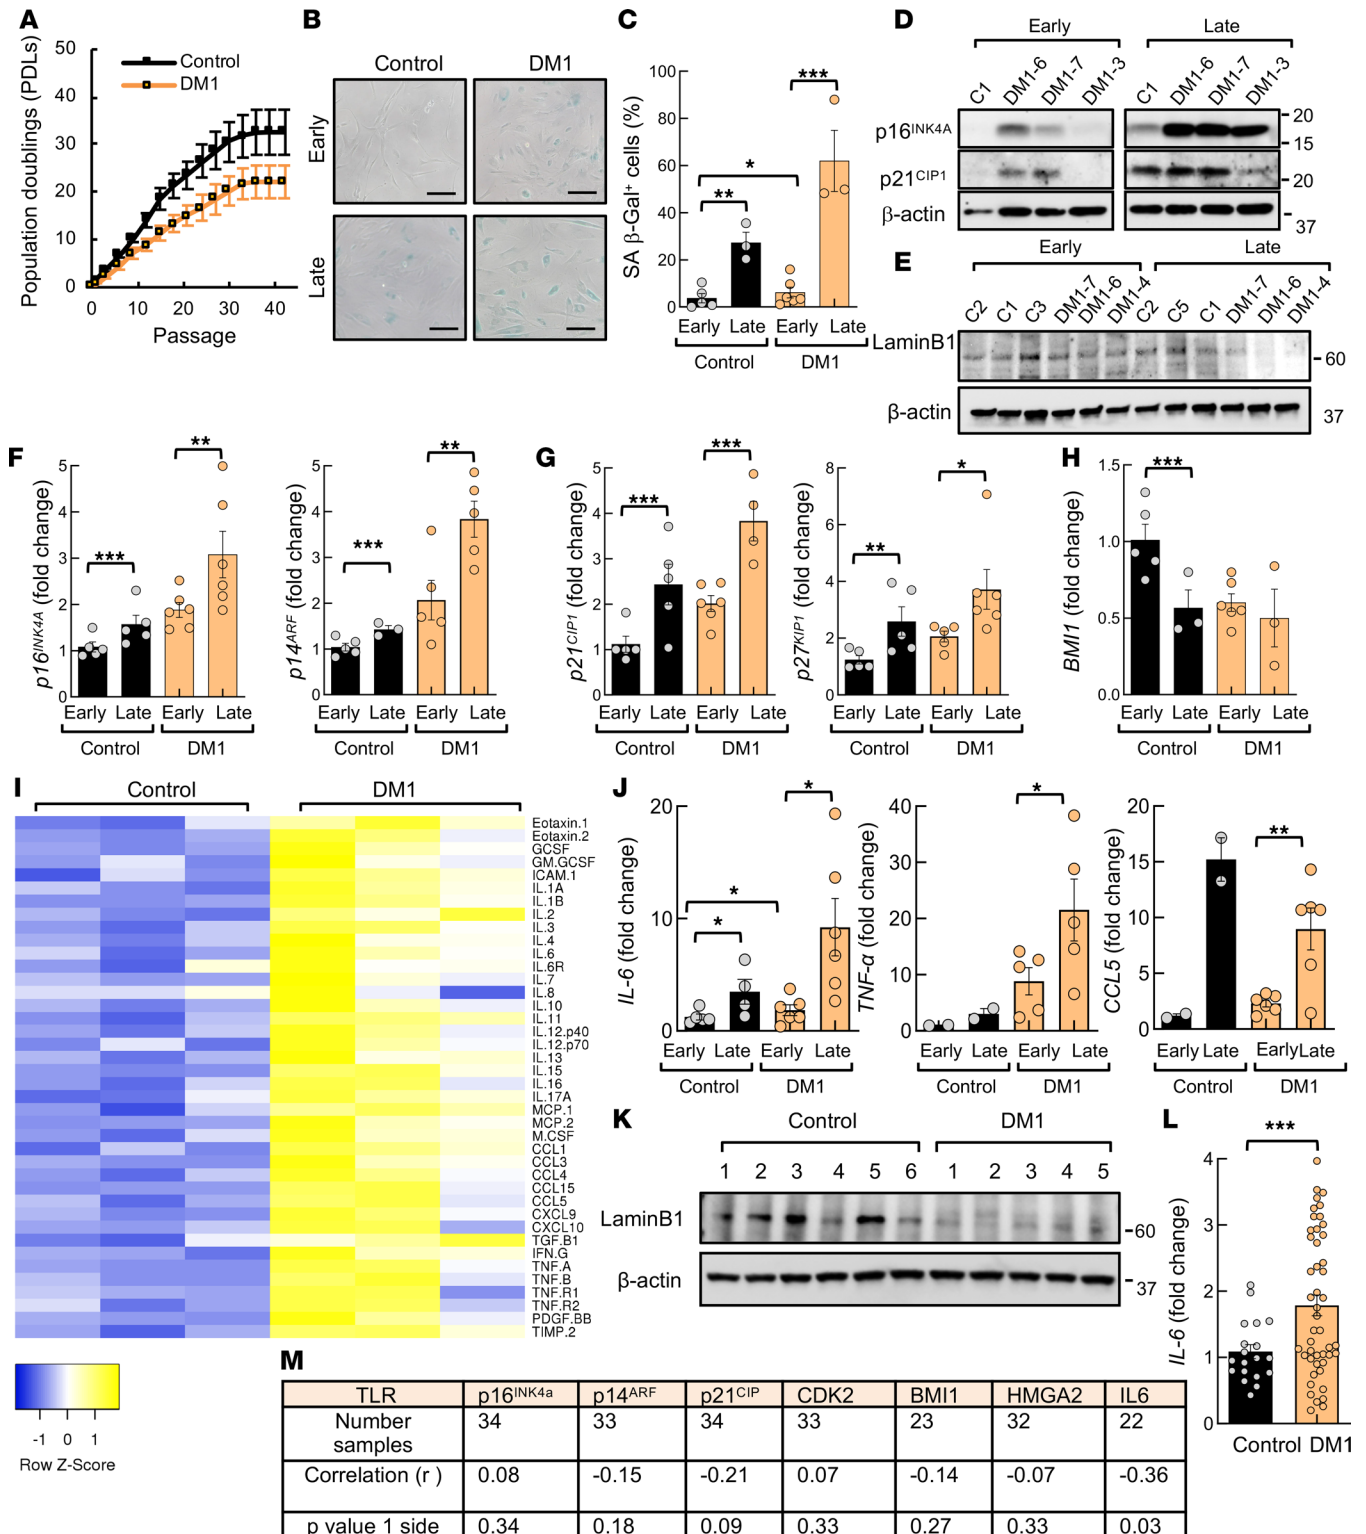 A
Population doublings (PDLs)
50
40
30
20
10
0
0 10 20 30 40
Passage
Control
DM1
B
Control DM1
Early
Late
C
SA β-Gal+ cells (%)
100
80
60
40
20
0
*** * **
Early Late Early Late
Control DM1
D
Early Late
C1 DM1-6 DM1-7 DM1-3 C1 DM1-6 DM1-7 DM1-3
p16INK4A
20
15
p21CIP1
20
β-actin
37
E
Early Late
C2 C1 C3 DM1-7 DM1-6 DM1-4 C2 C5 C1 DM1-7 DM1-6 DM1-4
LaminB1
60
β-actin
37
F
p16INK4A (fold change)
5
4
3
2
1
0
*** **
Early Late Early Late
Control DM1
p14ARF (fold change)
5
4
3
2
1
0
*** **
Early Late Early Late
Control DM1
G
p21CIP1 (fold change)
5
4
3
2
1
0
*** ***
Early Late Early Late
Control DM1
p27KIP1 (fold change)
8
6
4
2
0
** *
Early Late Early Late
Control DM1
H
BMI1 (fold change)
1.5
1.0
0.5
0.0
***
Early Late Early Late
Control DM1
I
Control DM1
Eotaxin.1
Eotaxin.2
GCSF
GM.GCSF
ICAM.1
IL.1A
IL.1B
IL.2
IL.3
IL.4
IL.6
IL.6R
IL.7
IL.8
IL.10
IL.11
IL.12.p40
IL.12.p70
IL.13
IL.15
IL.16
IL.17A
MCP.1
MCP.2
M.CSF
CCL1
CCL3
CCL4
CCL15
CCL5
CXCL9
CXCL10
TGF.B1
IFN.G
TNF.A
TNF.B
TNF.R1
TNF.R2
PDGF.BB
TIMP.2
-1 0 1
Row Z-Score
J
IL-6 (fold change)
20
10
0
* * *
Early Late Early Late
Control DM1
TNF-α (fold change)
40
30
20
10
0
*
Early Late Early Late
Control DM1
CCL5 (fold change)
20
15
10
5
0
**
Early Late Early Late
Control DM1
K
Control DM1
1 2 3 4 5 6 1 2 3 4 5
LaminB1
60
β-actin
37
L
IL-6 (fold change)
4
3
2
1
0
***
Control DM1
M
TLR p16INK4a p14ARF p21CIP CDK2 BMI1 HMGA2 IL6
Number samples 34 33 34 33 23 32 22
Correlation (r ) 0.08 -0.15 -0.21 0.07 -0.14 -0.07 -0.36
p value 1 side 0.34 0.18 0.09 0.33 0.27 0.33 0.03